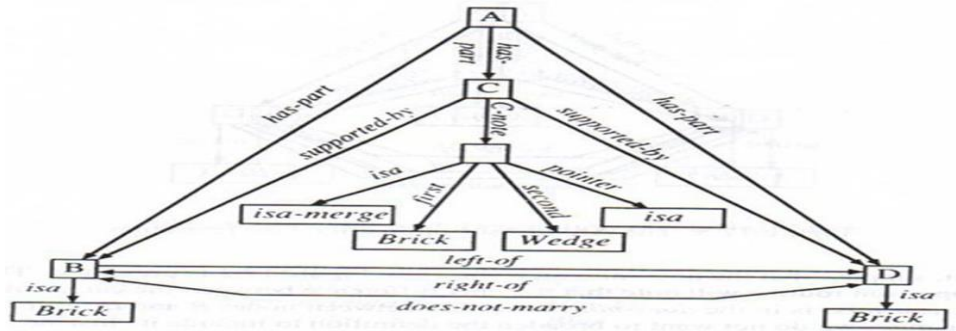 A
has-part
C
has-part
has-part
supported-by
C-note
supported-by
isa
first
second
pointer
isa-merge
isa
Brick
Wedge
B
left-of
D
isa
right-of
isa
Brick
does-not-marry
Brick